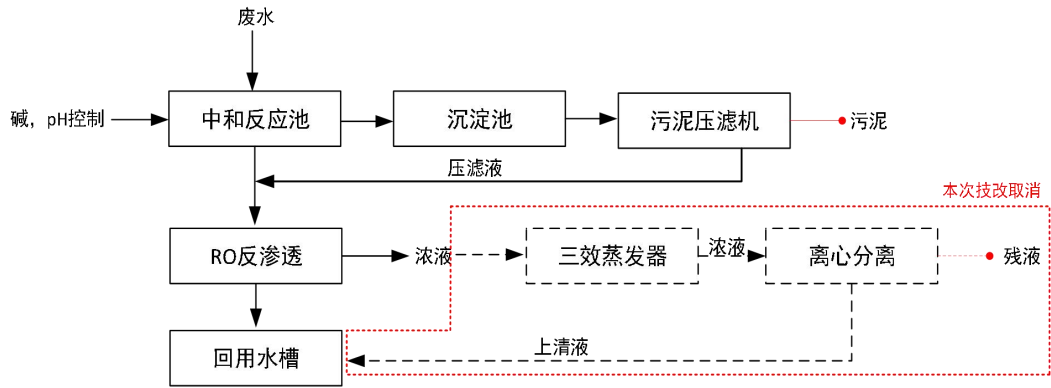 废水
碱，pH控制
中和反应池
沉淀池
污泥压滤机
污泥
压滤液
本次技改取消
RO反渗透
浓液
三效蒸发器
浓液
离心分离
残液
回用水槽
上清液